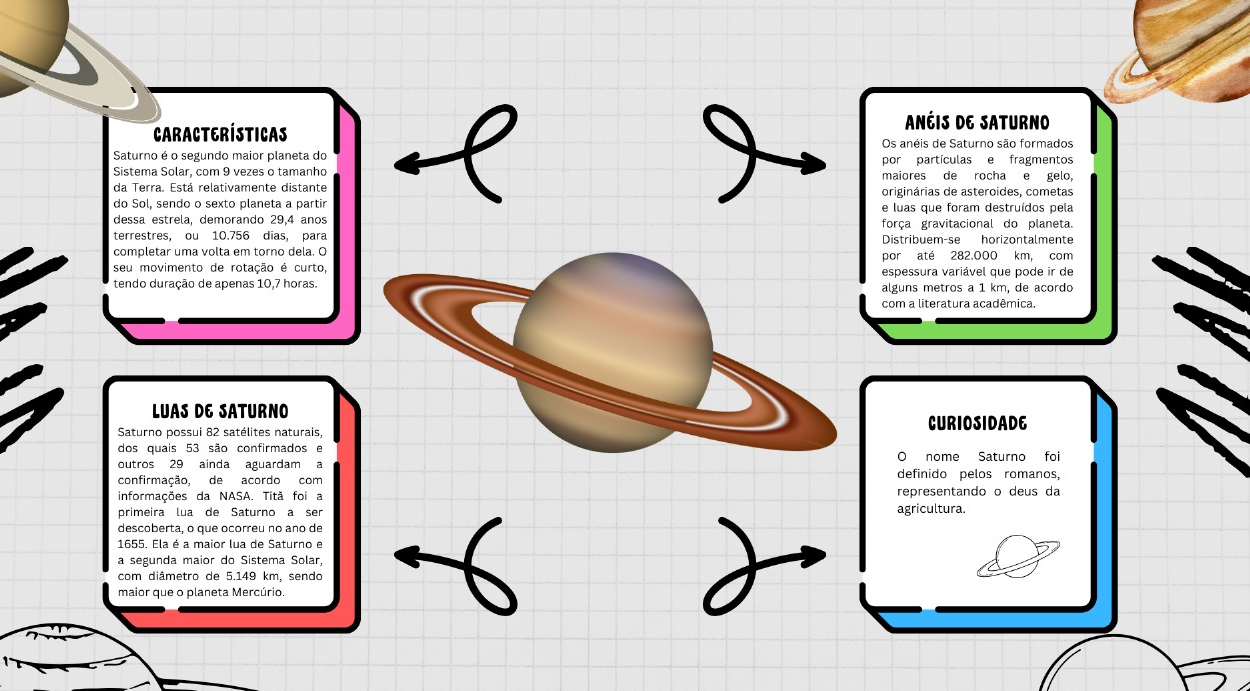 CARACTERÍSTICAS
Saturno é o segundo maior planeta do
Sistema Solar, com 9 vezes o tamanho
da Terra. Está relativamente distante
do Sol, sendo o sexto planeta a partir
dessa estrela, demorando 29,4 anos
terrestres, ou 10.756 dias, para
completar uma volta em torno dela. O
seu movimento de rotação é curto,
tendo duração de apenas 10,7 horas.
ANÉIS DE SATURNO
Os anéis de Saturno são formados
por partículas e fragmentos
maiores de rocha e gelo,
originárias de asteroides, cometas
e luas que foram destruídos pela
força gravitacional do planeta.
Distribuem-se horizontalmente
por até 282.000 km, com
espessura variável que pode ir de
alguns metros a 1 km, de acordo
com a literatura acadêmica.
LUAS DE SATURNO
Saturno possui 82 satélites naturais,
dos quais 53 são confirmados e
outros 29 ainda aguardam a
confirmação, de acordo com
informações da NASA. Titã foi a
primeira lua de Saturno a ser
descoberta, o que ocorreu no ano de
1655. Ela é a maior lua de Saturno e
a segunda maior do Sistema Solar,
com diâmetro de 5.149 km, sendo
maior que o planeta Mercúrio.
CURIOSIDADE
O nome Saturno foi
definido pelos romanos,
representando o deus da
agricultura.